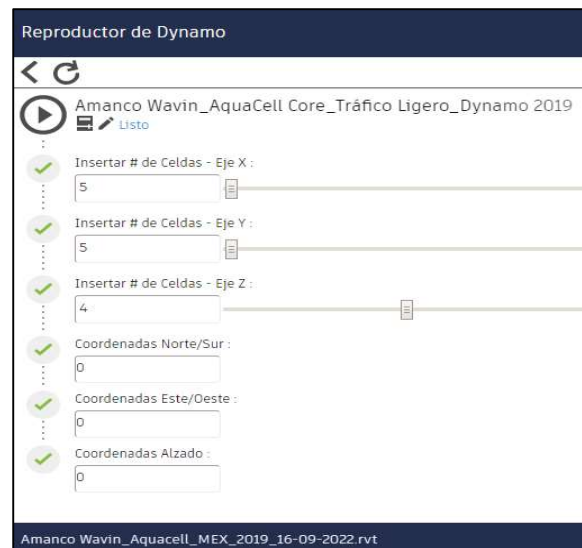 Reproductor de Dynamo
Amanco Wavin_AquaCell Core_Tráfico Ligero_Dynamo 2019
Listo
Insertar # de Celdas - Eje X :
5
Insertar # de Celdas - Eje Y :
5
Insertar # de Celdas - Eje Z :
4
Coordenadas Norte/Sur :
0
Coordenadas Este/Oeste :
0
Coordenadas Alzado :
0
Amanco Wavin_Aquacell_MEX_2019_16-09-2022.rvt